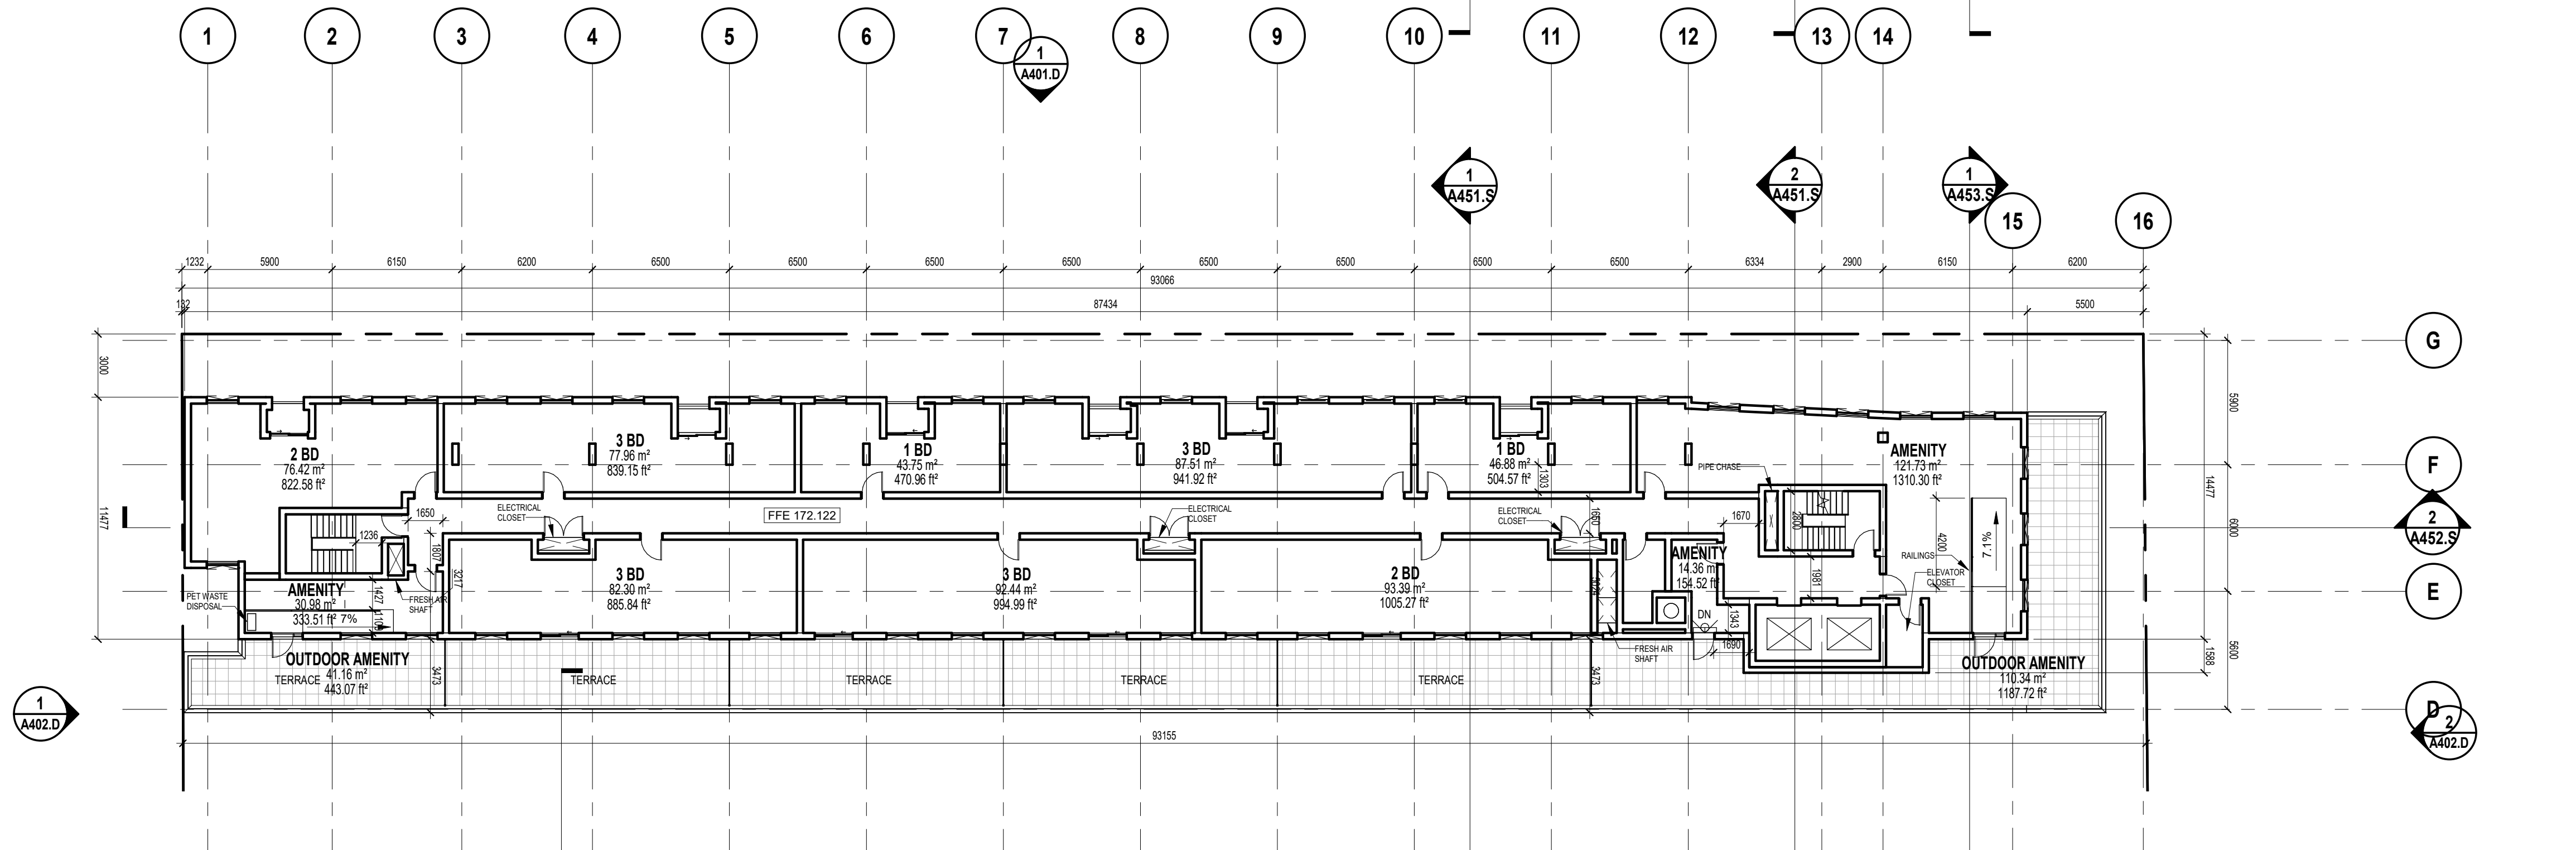 1 2 3 4 5 6 7 8 9 10 11 12 13 14
1
A401.D
1
A451.S
2
A451.S
1
A453.S
15 16
1232 5900 6150 6200 6500 6500 6500 6500 6500 6500 6500 6500 6334 2900 6150 6200
93066
132 87434 5500
G
3000
5900
11477
14477
F
2 BD
76.42 m²
822.58 ft²
3 BD
77.96 m²
839.15 ft²
1 BD
43.75 m²
470.96 ft²
3 BD
87.51 m²
941.92 ft²
1 BD
46.88 m²
504.57 ft²
1303
PIPE CHASE
AMENITY
121.73 m²
1310.30 ft²
ELECTRICAL
CLOSET
FFE 172.122
ELECTRICAL
CLOSET
ELECTRICAL
CLOSET
1650
1236
1807
1650
1670
2800
4200
7.1%
6000
2
A452.S
RAILINGS
ELEVATOR
CLOSET
1981
AMENITY
14.36 m²
154.52 ft²
3 BD
82.30 m²
885.84 ft²
3 BD
92.44 m²
994.99 ft²
2 BD
93.39 m²
1005.27 ft²
3217
1427
FRESH AIR
SHAFT
PET WASTE
DISPOSAL
AMENITY
30.98 m²
333.51 ft²
7%
E
DN
1343
1690
FRESH AIR
SHAFT
1588
5600
OUTDOOR AMENITY
41.16 m²
443.07 ft²
TERRACE
3473
TERRACE
TERRACE
TERRACE
TERRACE
3473
OUTDOOR AMENITY
110.34 m²
1187.72 ft²
1
A402.D
D
2
A402.D
93155